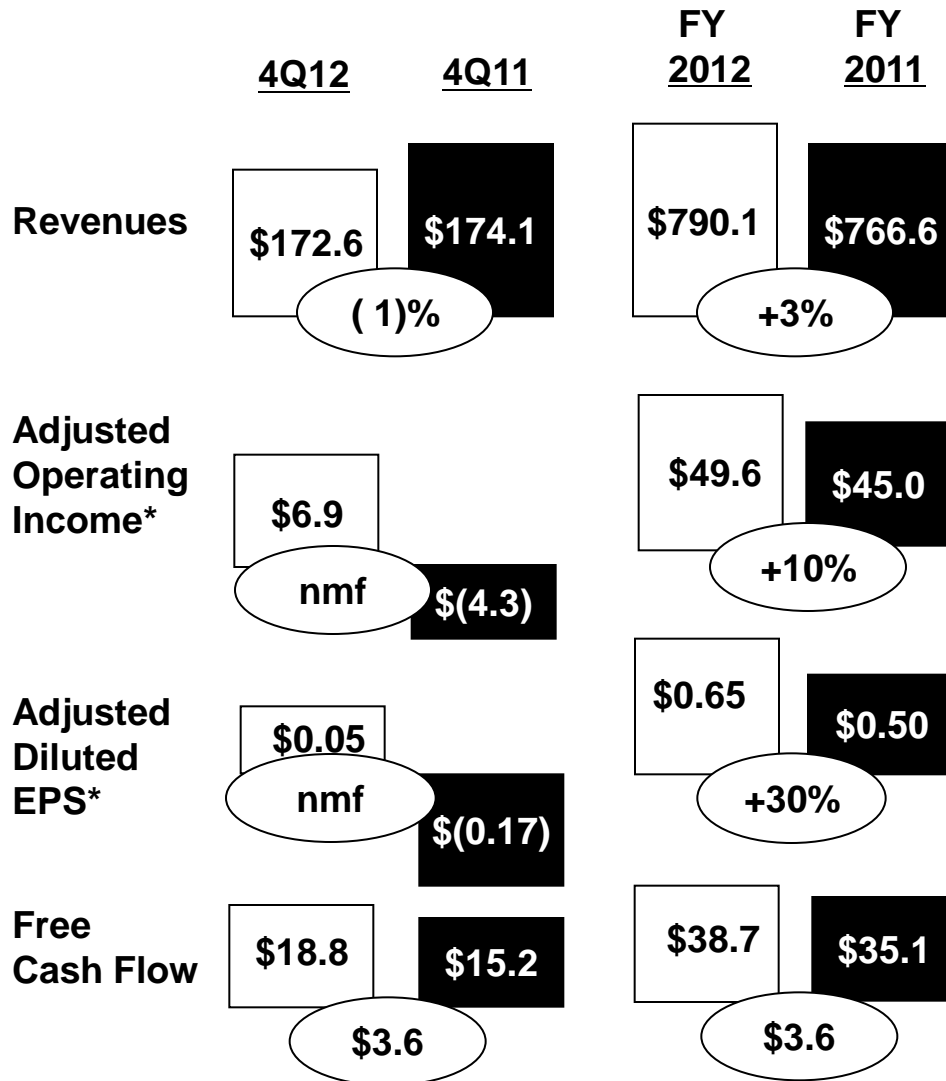 FY FY
4Q12 4Q11 2012 2011
Revenues
$172.6 $174.1 $790.1 $766.6
( 1)% +3%
Adjusted
Operating
Income*
$6.9 $(4.3) $49.6 $45.0
nmf +10%
Adjusted
Diluted
EPS*
$0.05 $(0.17) $0.65 $0.50
nmf +30%
Free
Cash Flow
$18.8 $15.2 $38.7 $35.1
$3.6 $3.6